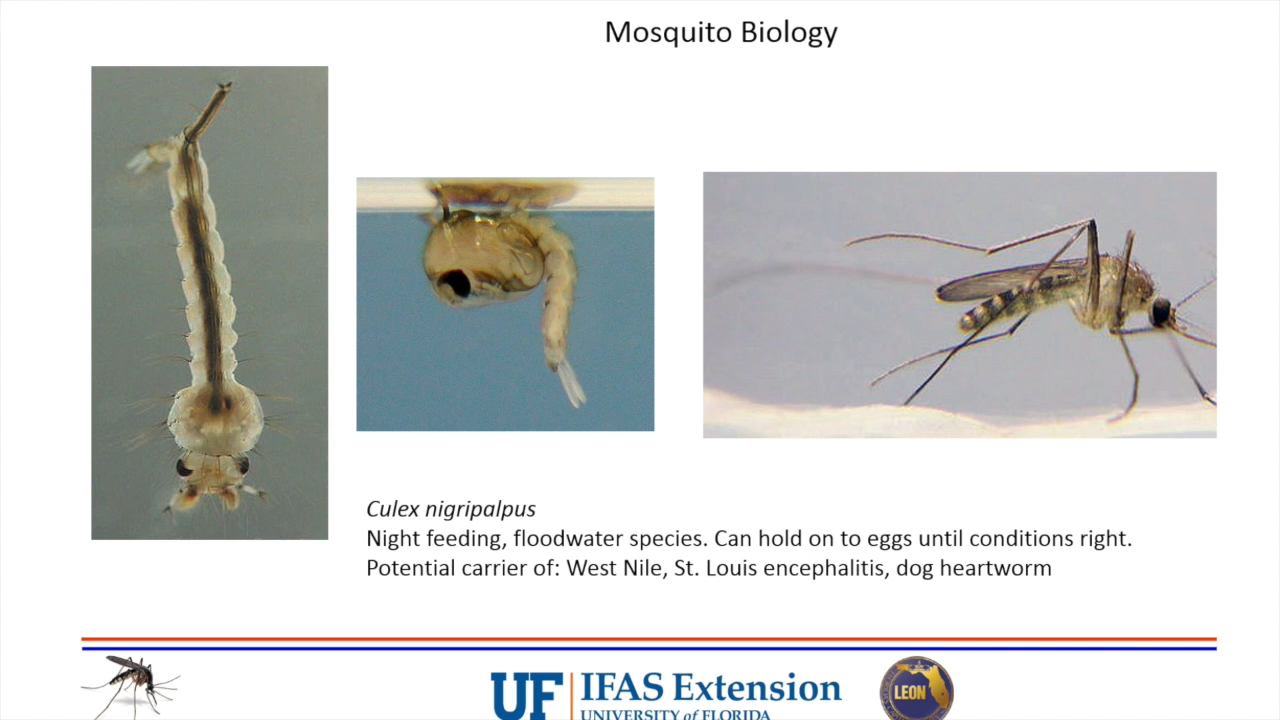 Mosquito Biology
Culex nigripalpus
Night feeding, floodwater species. Can hold on to eggs until conditions right.
Potential carrier of: West Nile, St. Louis encephalitis, dog heartworm
UF IFAS Extension
UNIVERSITY of FLORIDA
LEON